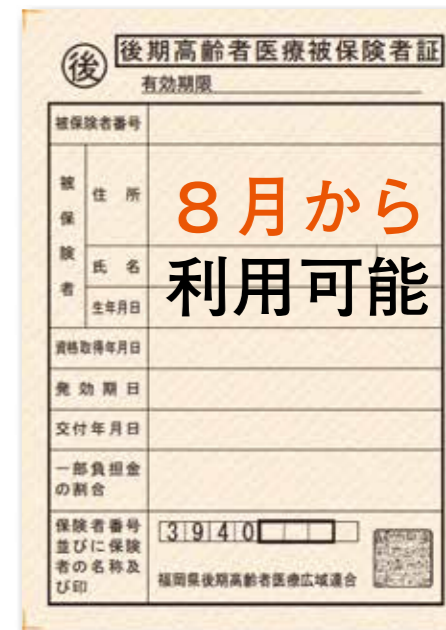 後
後期高齢者医療被保険者証
有効期限
被保険者番号
被保険者
住所
8月から
氏名
利用可能
生年月日
資格取得年月日
発効期日
交付年月日
一部負担金
の割合
保険者番号
並びに保険
者の名称及
び印
3940
福岡県後期高齢者医療広域連合